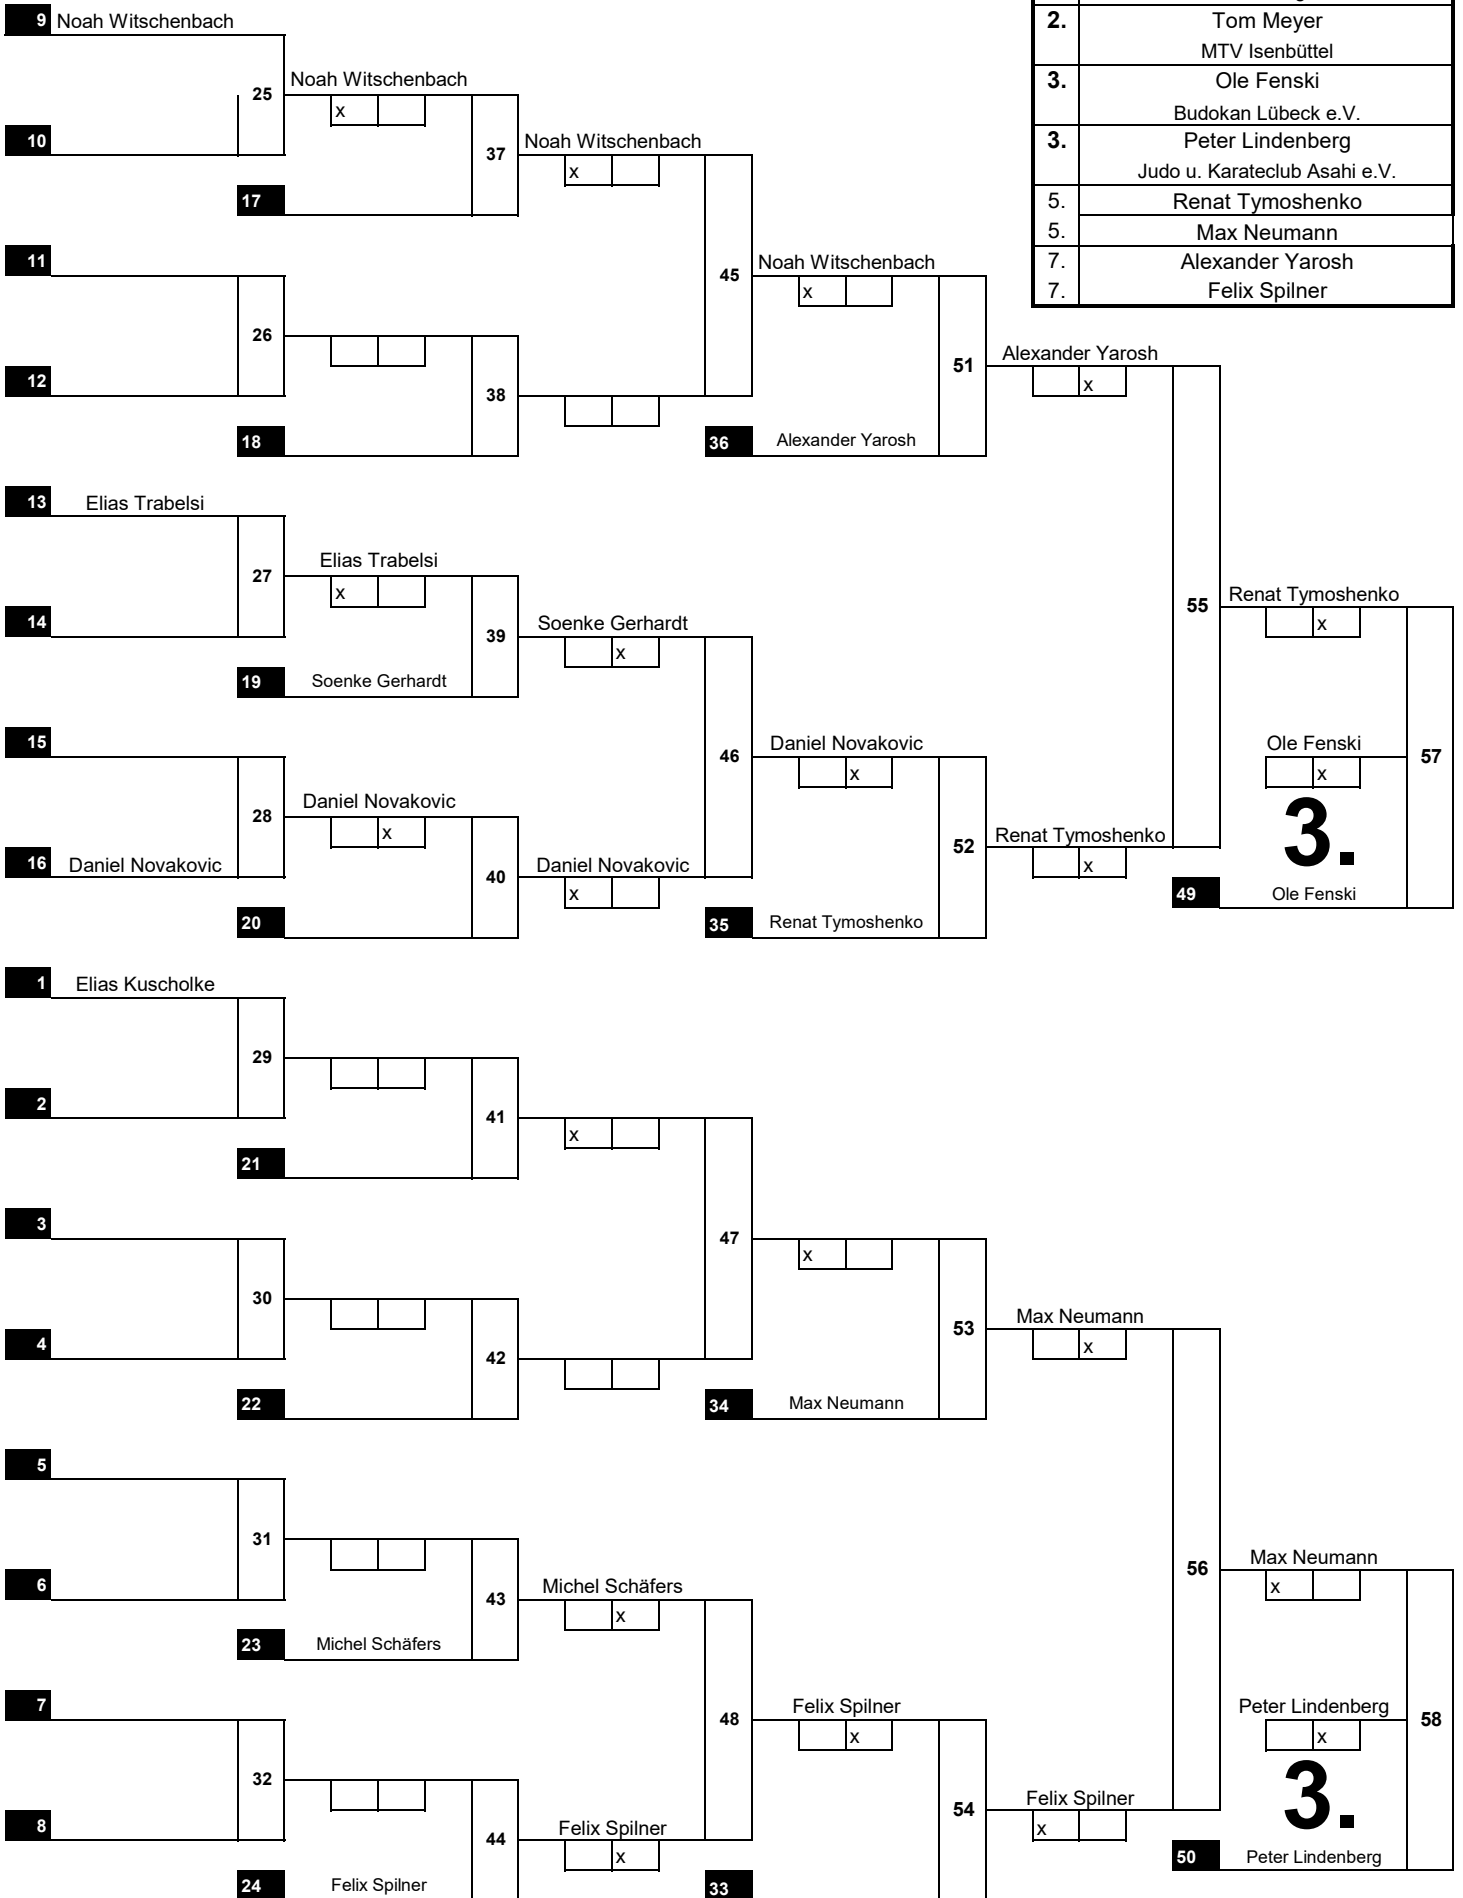 9 Noah Witschenbach
2. Tom Meyer
MTV Isenbüttel
25 Noah Witschenbach
x
3. Ole Fenski
Budokan Lübeck e.V.
10
37 Noah Witschenbach
x
3. Peter Lindenberg
Judo u. Karateclub Asahi e.V.
17
5. Renat Tymoshenko
5. Max Neumann
11
45 Noah Witschenbach
x
7. Alexander Yarosh
7. Felix Spilner
26
12
38
51 Alexander Yarosh
x
18
36 Alexander Yarosh
13 Elias Trabelsi
27 Elias Trabelsi
x
14
39 Soenke Gerhardt
x
55 Renat Tymoshenko
x
19 Soenke Gerhardt
15
46 Daniel Novakovic
x
Ole Fenski
x
57
28 Daniel Novakovic
x
3.
16 Daniel Novakovic
40 Daniel Novakovic
x
52 Renat Tymoshenko
x
49 Ole Fenski
20
35 Renat Tymoshenko
1 Elias Kuscholke
29
2
41
x
21
3
47
x
30
4
42
53 Max Neumann
x
22
34 Max Neumann
5
31
6
43 Michel Schäfers
x
56 Max Neumann
x
23 Michel Schäfers
7
48 Felix Spilner
x
Peter Lindenberg
x
58
32
3.
8
44 Felix Spilner
x
54 Felix Spilner
x
50 Peter Lindenberg
24 Felix Spilner
33